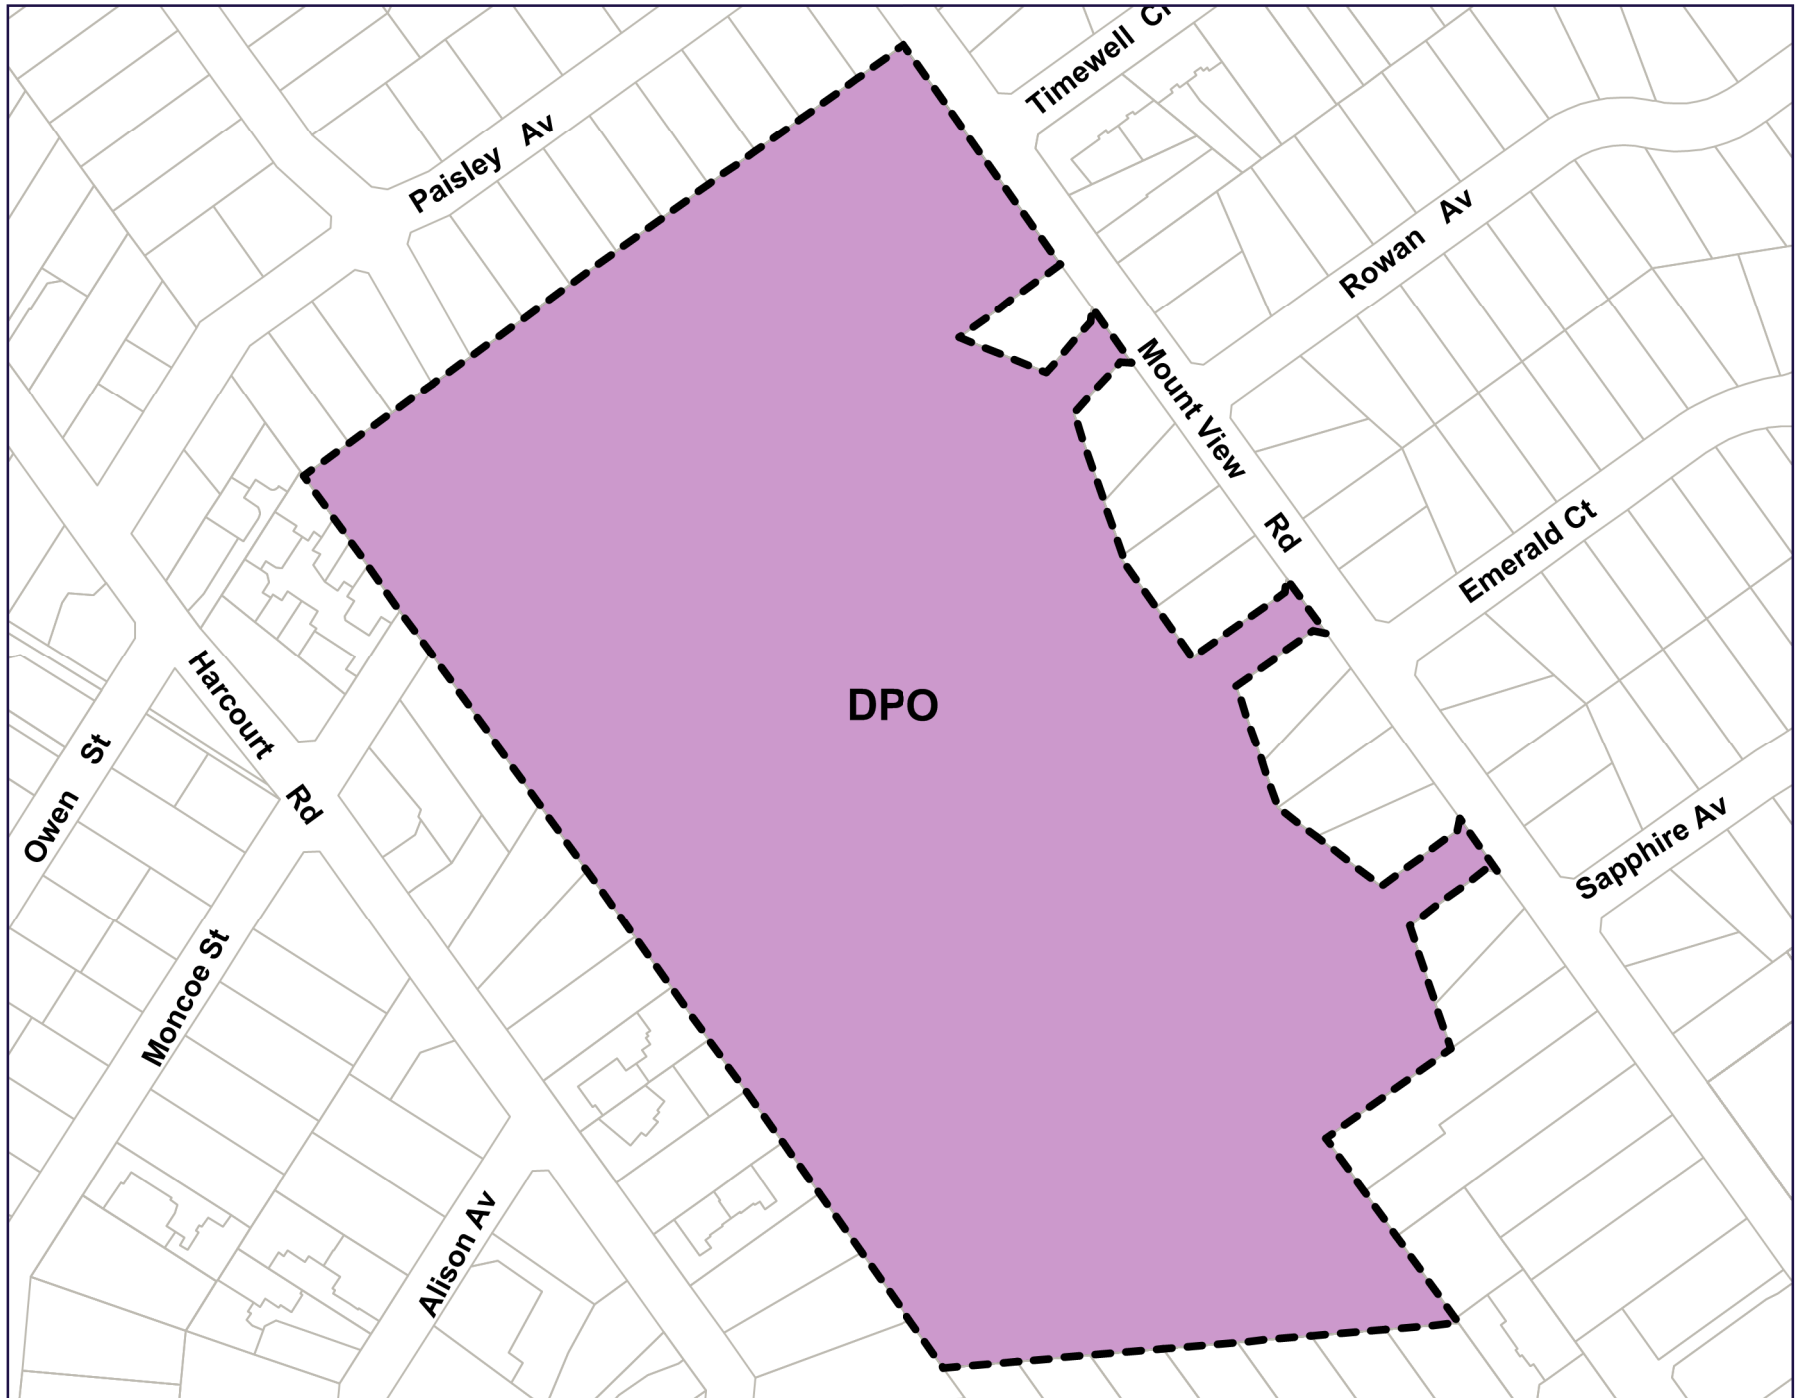 Timewell Cr
Paisley Av
Rowan Av
Mount View Rd
Emerald Ct
Harcourt Rd
DPO
Owen St
Sapphire Av
Moncoe St
Alison Av